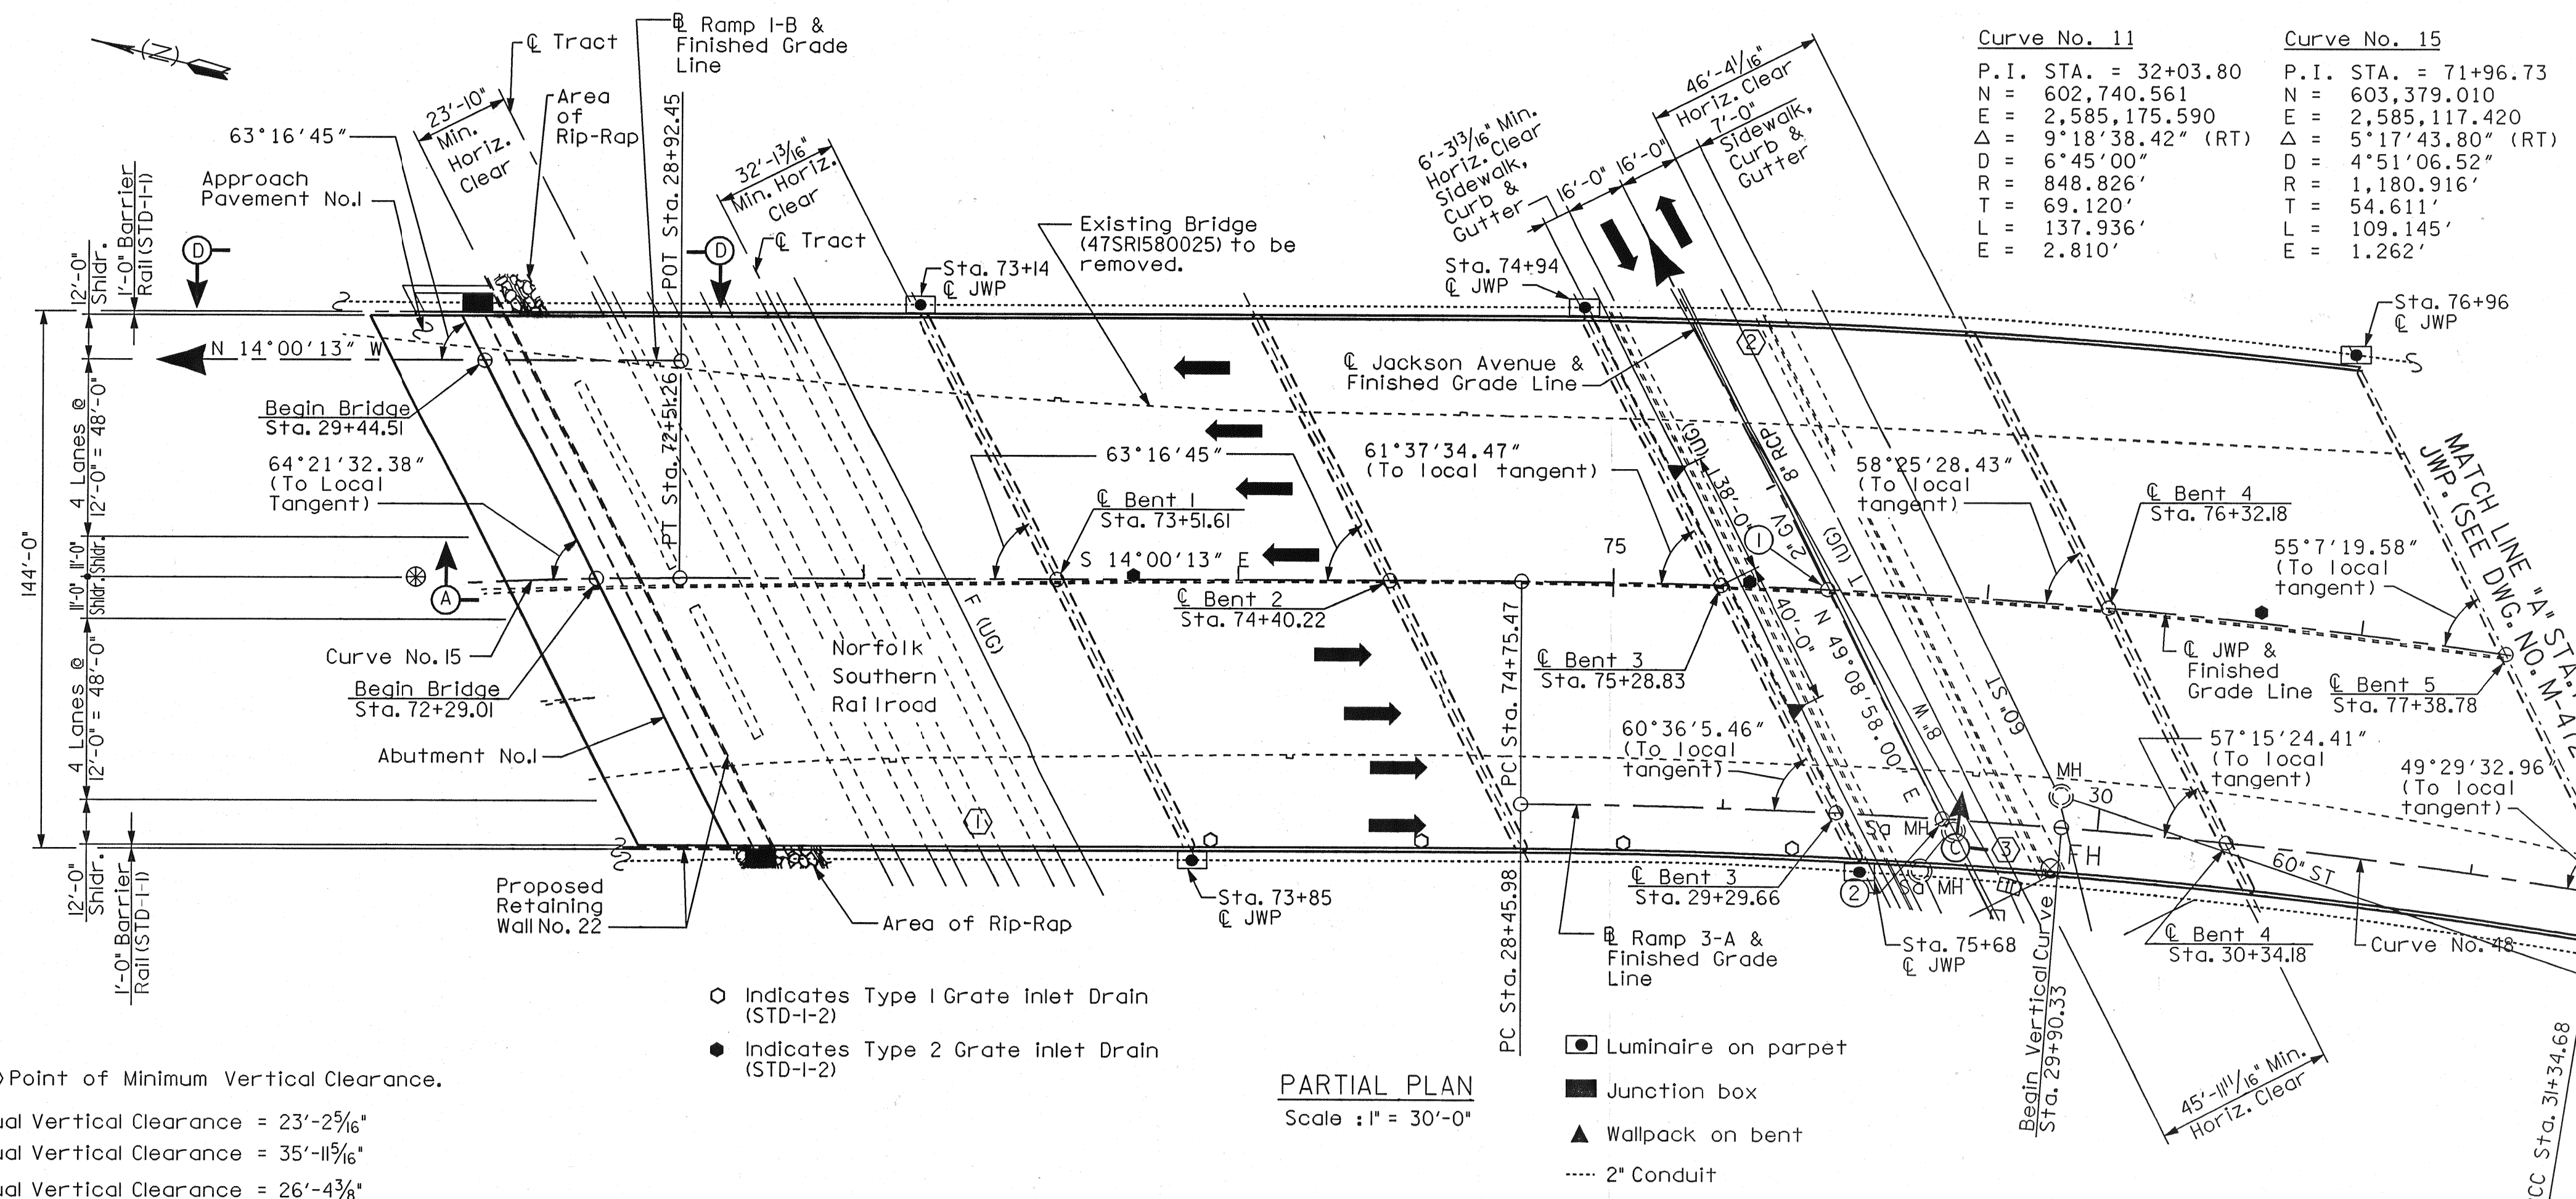 (N)
℄ Tract
23'-10"
Min.
Horiz.
Clear
Area
of
Rip-Rap
63°16'45"
Approach
Pavement No.1
B Ramp 1-B &
Finished Grade
Line
POT Sta. 28+92.45
32'-1 3/16"
Min. Horiz.
Clear
℄ Tract
Existing Bridge
(47SR1580025) to be
removed.
6'-3 13/16" Min.
Horiz. Clear
Sidewalk,
Curb &
Gutter
16'-0"
16'-0"
46'-4 1/16"
Horiz. Clear
7'-0"
Sidewalk,
Curb &
Gutter
Curve No. 11
P.I. STA. = 32+03.80
N = 602,740.561
E = 2,585,175.590
Δ = 9°18'38.42" (RT)
D = 6°45'00"
R = 848.826'
T = 69.120'
L = 137.936'
E = 2.810'
Curve No. 15
P.I. STA. = 71+96.73
N = 603,379.010
E = 2,585,117.420
Δ = 5°17'43.80" (RT)
D = 4°51'06.52"
R = 1,180.916'
T = 54.611'
L = 109.145'
E = 1.262'
1'-0" Barrier
Rail (STD-1-1)
12'-0"
Shldr.
D
D
Sta. 73+14
℄ JWP
Sta. 74+94
℄ JWP
Sta. 76+96
℄ JWP
N 14°00'13" W
Begin Bridge
Sta. 29+44.51
PT Sta. 72+51.26
℄ Jackson Avenue &
Finished Grade Line
2
4 Lanes @
12'-0" = 48'-0"
64°21'32.38"
(To Local
Tangent)
63°16'45"
61°37'34.47"
(To local tangent)
58°25'28.43"
(To local
tangent)
℄ Bent 1
Sta. 73+51.61
℄ Bent 4
Sta. 76+32.18
55°7'19.58"
(To local
tangent)
MATCH LINE "A" STA.
JWP. (SEE DWG. NO. M-4
144'-0"
11'-0"
Shldr.
11'-0"
Shldr.
A
S 14°00'13" E
75
(UG)
138'-0"
2" GV
8" RCP
T (UG)
1
40'-0"
N 49°08'58.00 E
8" W
60" ST
F (UG)
℄ Bent 2
Sta. 74+40.22
℄ Bent 3
Sta. 75+28.83
℄ JWP &
Finished
Grade Line
℄ Bent 5
Sta. 77+38.78
Curve No. 15
Begin Bridge
Sta. 72+29.01
Norfolk
Southern
Railroad
4 Lanes @
12'-0" = 48'-0"
Abutment No.1
PC Sta. 74+75.47
60°36'5.46"
(To local
tangent)
57°15'24.41"
(To local
tangent)
49°29'32.96"
(To local
tangent)
MH
30
1
Sa MH
C
3
FH
Sa MH
2
60" ST
12'-0"
Shldr.
1'-0" Barrier
Rail (STD-1-1)
Proposed
Retaining
Wall No. 22
Area of Rip-Rap
Sta. 73+85
℄ JWP
PC Sta. 28+45.98
℄ Bent 3
Sta. 29+29.66
B Ramp 3-A &
Finished Grade
Line
Sta. 75+68
℄ JWP
℄ Bent 4
Sta. 30+34.18
Curve No. 48
Begin Vertical Curve
Sta. 29+90.33
45'-11 11/16" Min.
Horiz. Clear
CC Sta. 31+34.68
Indicates Type 1 Grate inlet Drain
(STD-1-2)
Indicates Type 2 Grate inlet Drain
(STD-1-2)
PARTIAL PLAN
Scale : 1" = 30'-0"
Luminaire on parpet
Junction box
Wallpack on bent
2" Conduit
Point of Minimum Vertical Clearance.
ual Vertical Clearance = 23'-2 5/16"
ual Vertical Clearance = 35'-11 5/16"
ual Vertical Clearance = 26'-4 3/8"